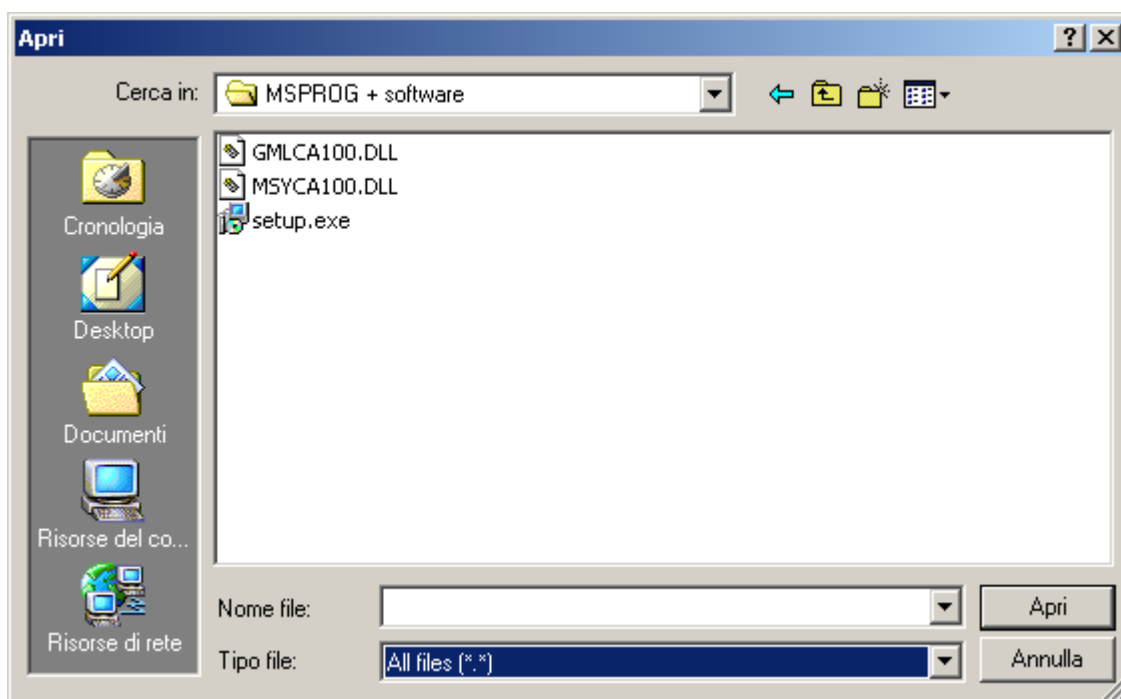 Apri
Cerca in: MSPROG + software
GMLCA100.DLL
MSYCA100.DLL
setup.exe
Cronologia
Desktop
Documenti
Risorse del co...
Risorse di rete
Nome file: Apri
Tipo file: All files (*.*) Annulla